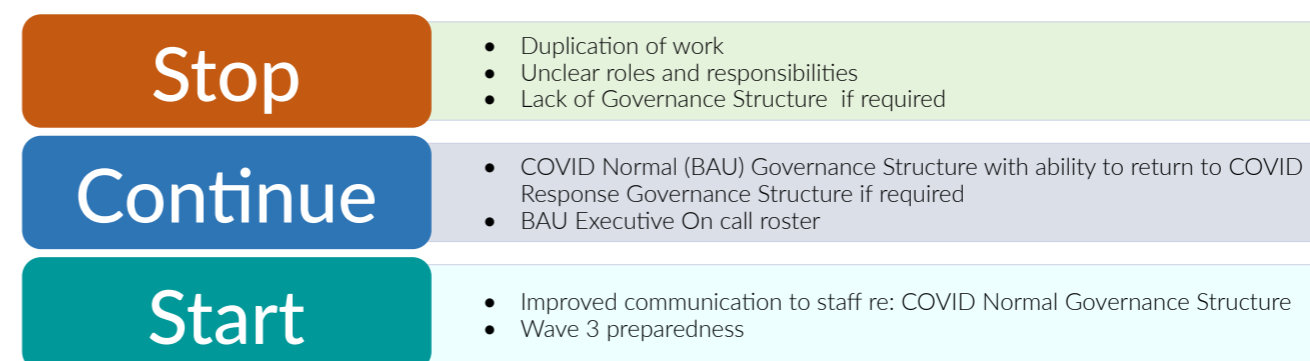 Stop
• Duplication of work
• Unclear roles and responsibilities
• Lack of Governance Structure  if required
Continue
• COVID Normal (BAU) Governance Structure with ability to return to COVID
Response Governance Structure if required
• BAU Executive On call roster
Start
• Improved communication to staff re: COVID Normal Governance Structure
• Wave 3 preparedness